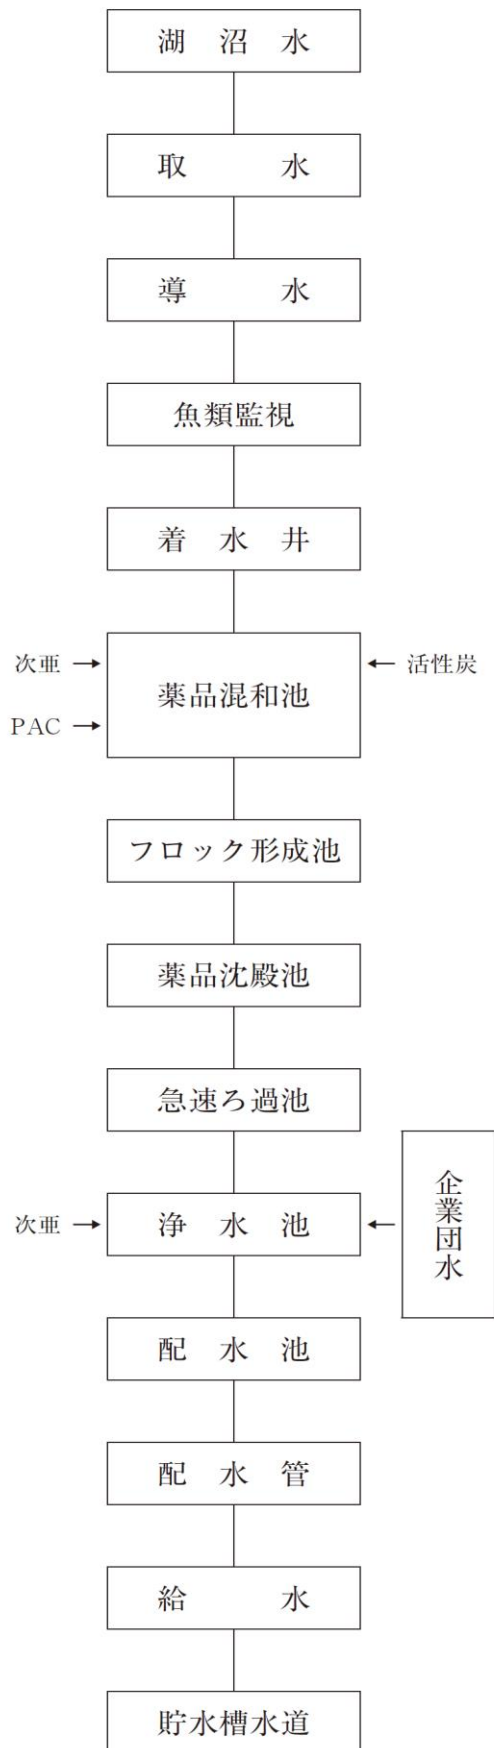 湖沼水
取水
導水
魚類監視
着水井
次亜
活性炭
薬品混和池
PAC
フロック形成池
薬品沈殿池
急速ろ過池
企業団水
次亜
浄水池
配水池
配水管
給水
貯水槽水道